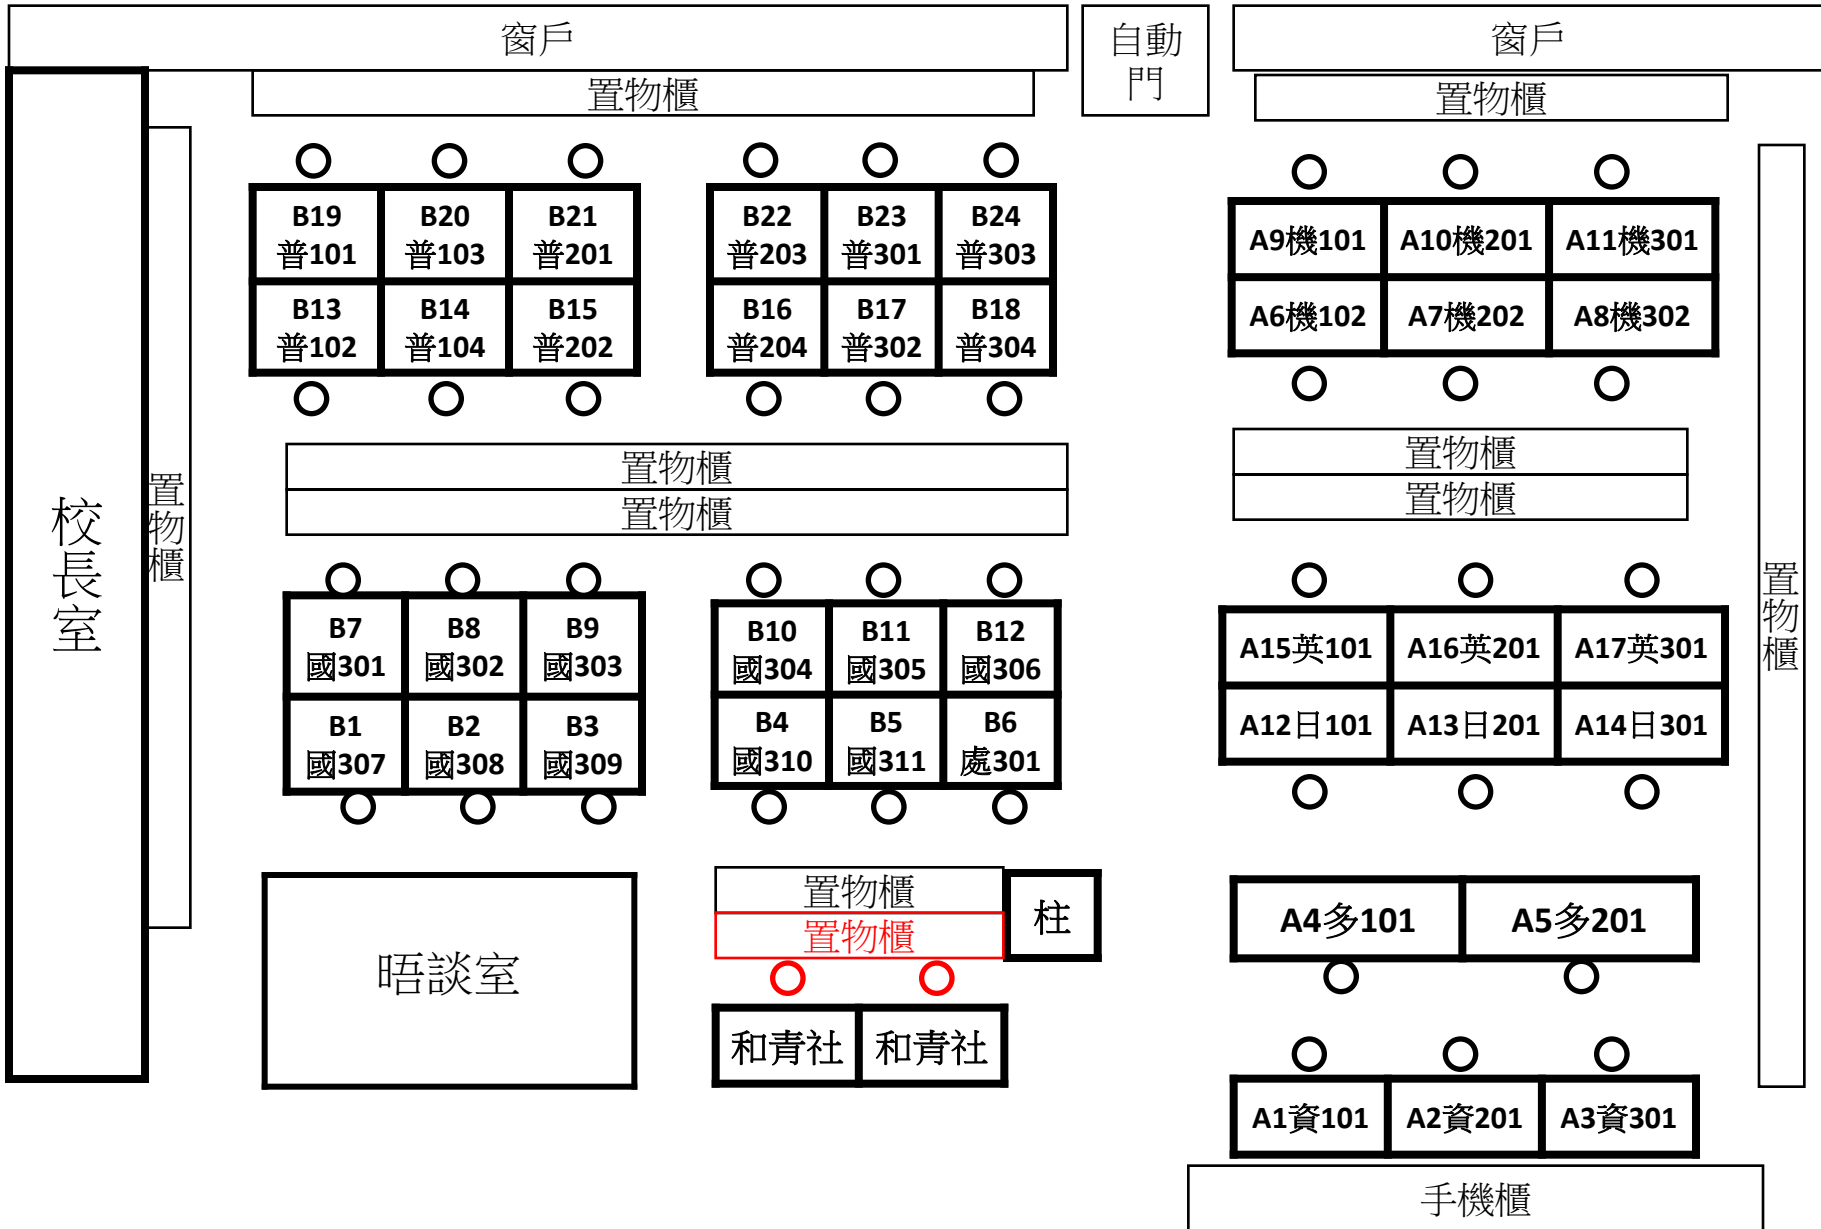 窗戶
自動
門
窗戶
置物櫃
置物櫃
校長室
置物櫃
B19
普101
B20
普103
B21
普201
B13
普102
B14
普104
B15
普202
B22
普203
B23
普301
B24
普303
B16
普204
B17
普302
B18
普304
A9機101
A10機201
A11機301
A6機102
A7機202
A8機302
置物櫃
置物櫃
置物櫃
置物櫃
置物櫃
B7
國301
B8
國302
B9
國303
B1
國307
B2
國308
B3
國309
B10
國304
B11
國305
B12
國306
B4
國310
B5
國311
B6
處301
A15英101
A16英201
A17英301
A12日101
A13日201
A14日301
晤談室
置物櫃
置物櫃
柱
和青社
和青社
A4多101
A5多201
A1資101
A2資201
A3資301
手機櫃